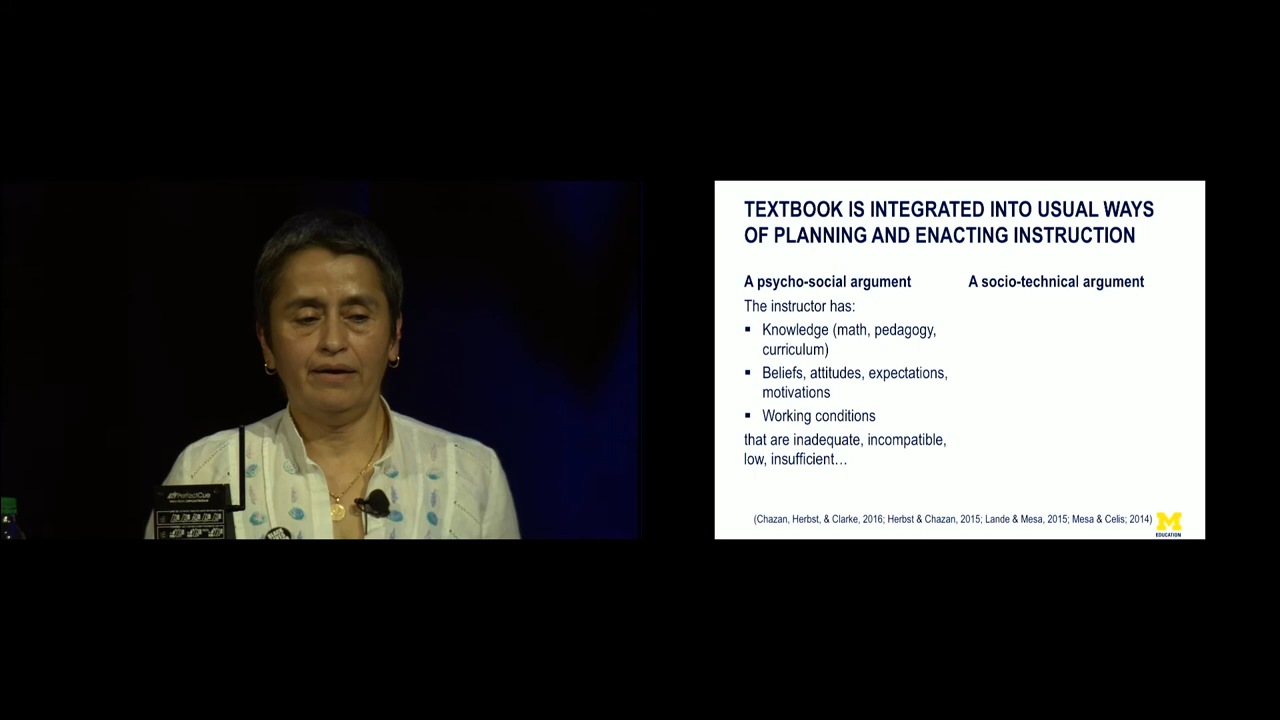 TEXTBOOK IS INTEGRATED INTO USUAL WAYS
OF PLANNING AND ENACTING INSTRUCTION
A psycho-social argument
The instructor has:
▪ Knowledge (math, pedagogy,
curriculum)
▪ Beliefs, attitudes, expectations,
motivations
▪ Working conditions
that are inadequate, incompatible,
low, insufficient…
A socio-technical argument
(Chazan, Herbst, & Clarke, 2016; Herbst & Chazan, 2015; Lande & Mesa, 2015; Mesa & Celis; 2014)
M
EDUCATION
PerfectCue